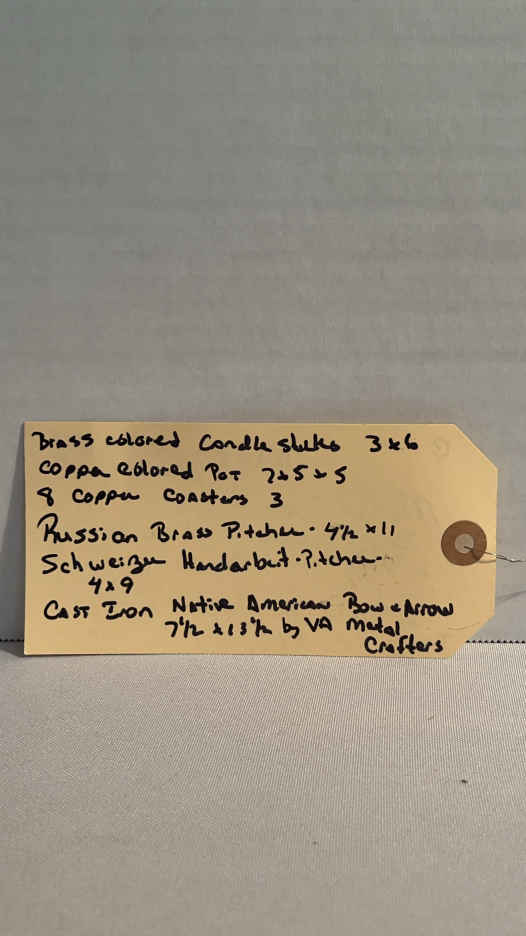 Brass colored Candle sticks 3x6
Copper colored Pot 7x5x5
8 Copper Coasters 3
Russian Brass Pitcher - 4½ x 11
Schweizer Handarbeit - Pitcher -
4x9
Cast Iron Native American Bow & Arrow
7½ x 13½ by VA Metal
Crafters